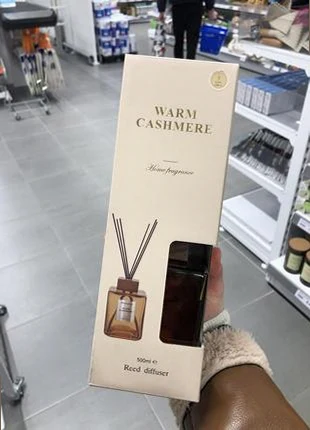 WARM
CASHMERE
Home fragrance
500ml ℮
Reed diffuser